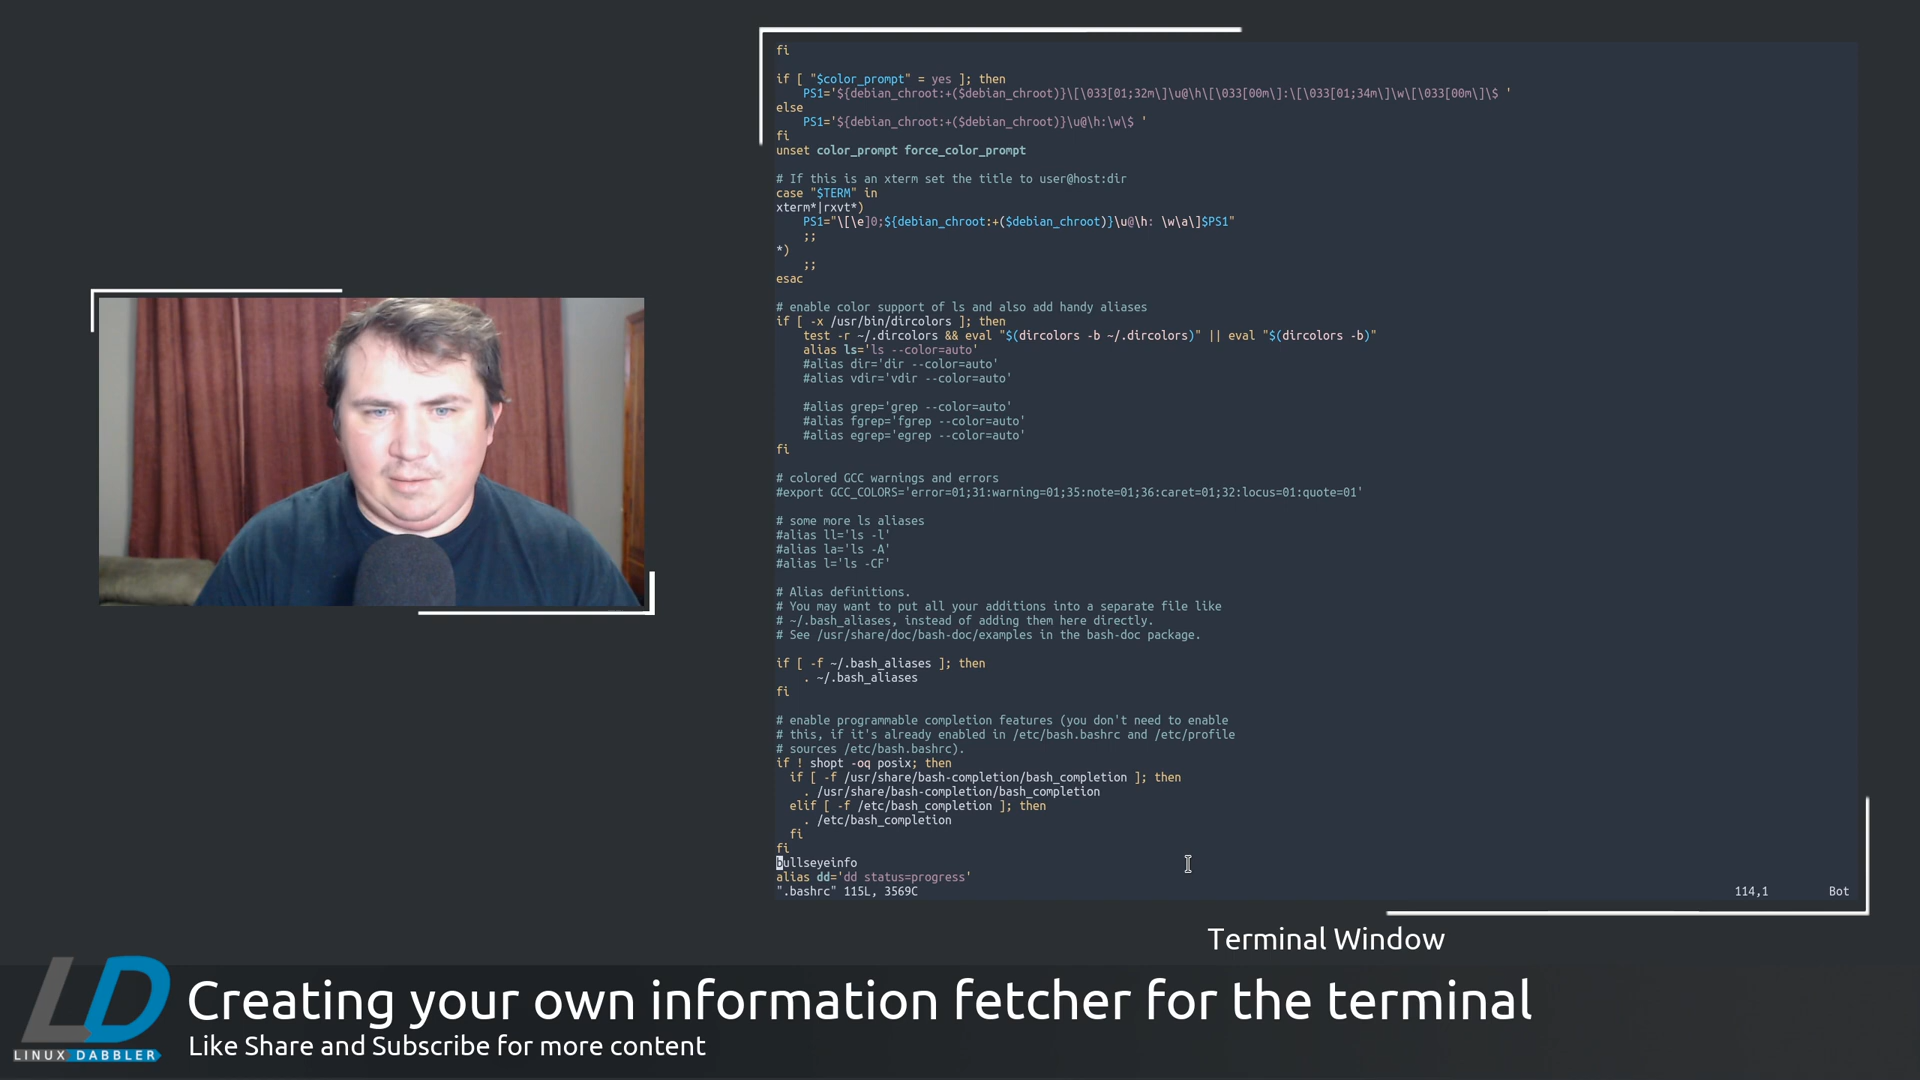 fi
if [ "$color_prompt" = yes ]; then
PS1='${debian_chroot:+($debian_chroot)}\[\033[01;32m\]\u@\h\[\033[00m\]:\[\033[01;34m\]\w\[\033[00m\]\$ '
else
PS1='${debian_chroot:+($debian_chroot)}\u@\h:\w\$ '
fi
unset color_prompt force_color_prompt
# If this is an xterm set the title to user@host:dir
case "$TERM" in
xterm*|rxvt*)
PS1="\[\e]0;${debian_chroot:+($debian_chroot)}\u@\h: \w\a\]$PS1"
;;
*)
;;
esac
# enable color support of ls and also add handy aliases
if [ -x /usr/bin/dircolors ]; then
test -r ~/.dircolors && eval "$(dircolors -b ~/.dircolors)" || eval "$(dircolors -b)"
alias ls='ls --color=auto'
#alias dir='dir --color=auto'
#alias vdir='vdir --color=auto'
#alias grep='grep --color=auto'
#alias fgrep='fgrep --color=auto'
#alias egrep='egrep --color=auto'
fi
# colored GCC warnings and errors
#export GCC_COLORS='error=01;31:warning=01;35:note=01;36:caret=01;32:locus=01:quote=01'
# some more ls aliases
#alias ll='ls -l'
#alias la='ls -A'
#alias l='ls -CF'
# Alias definitions.
# You may want to put all your additions into a separate file like
# ~/.bash_aliases, instead of adding them here directly.
# See /usr/share/doc/bash-doc/examples in the bash-doc package.
if [ -f ~/.bash_aliases ]; then
. ~/.bash_aliases
fi
# enable programmable completion features (you don't need to enable
# this, if it's already enabled in /etc/bash.bashrc and /etc/profile
# sources /etc/bash.bashrc).
if ! shopt -oq posix; then
if [ -f /usr/share/bash-completion/bash_completion ]; then
. /usr/share/bash-completion/bash_completion
elif [ -f /etc/bash_completion ]; then
. /etc/bash_completion
fi
fi
bullseyeinfo
alias dd='dd status=progress'
".bashrc" 115L, 3569C 114,1 Bot
Terminal Window
LD
LINUX DABBLER
Creating your own information fetcher for the terminal
Like Share and Subscribe for more content